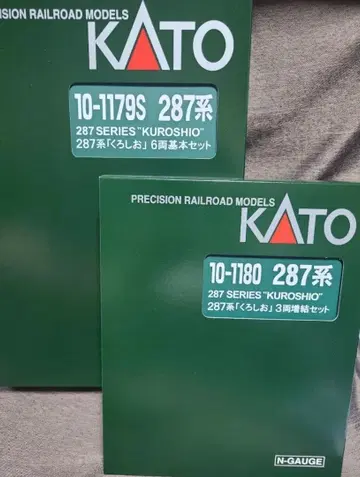 CISION RAILROAD MODELS
KATO
10-1179S 287系
287 SERIES "KUROSHIO"
287系「くろしお」6両基本セット
PRECISION RAILROAD MODELS
KATO
10-1180 287系
287 SERIES "KUROSHIO"
287系「くろしお」3両増結セット
N-GAUGE